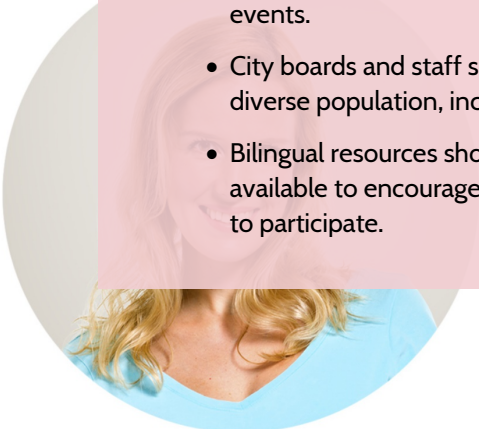 events.
• City boards and staff s
diverse population, inc
• Bilingual resources sho
available to encourage
to participate.